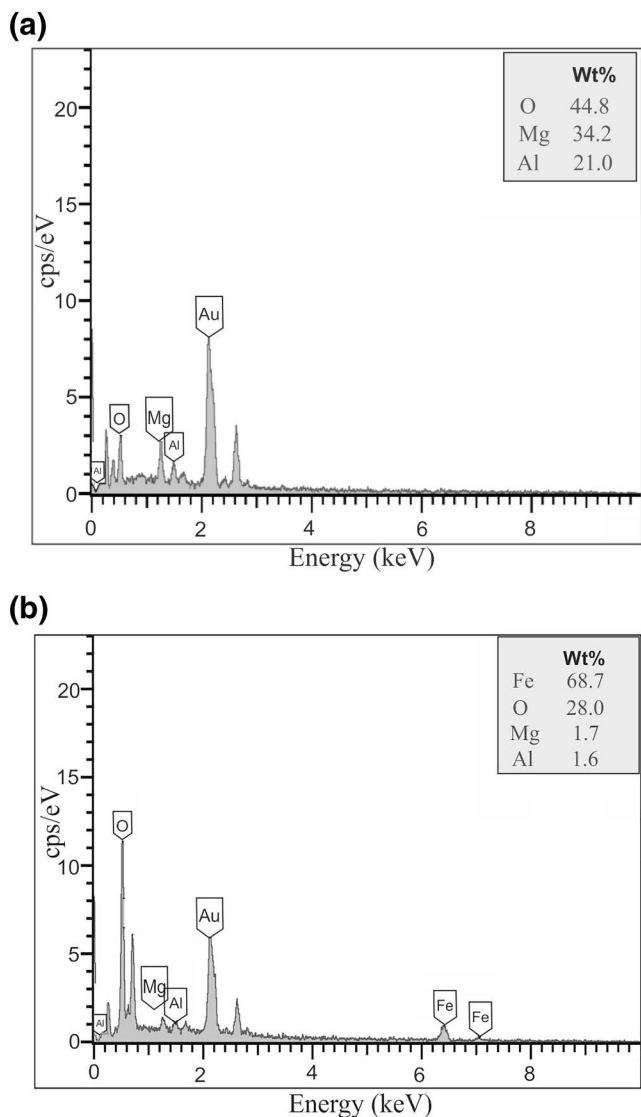 (a)
Wt%
O 44.8
Mg 34.2
Al 21.0
20
15
10
5
0
cps/eV
Au
O
Mg
Al
Al
0 2 4 6 8
Energy (keV)
(b)
Wt%
Fe 68.7
O 28.0
Mg 1.7
Al 1.6
20
15
10
5
0
cps/eV
O
Au
Mg
Al
Fe
Fe
Al
0 2 4 6 8
Energy (keV)